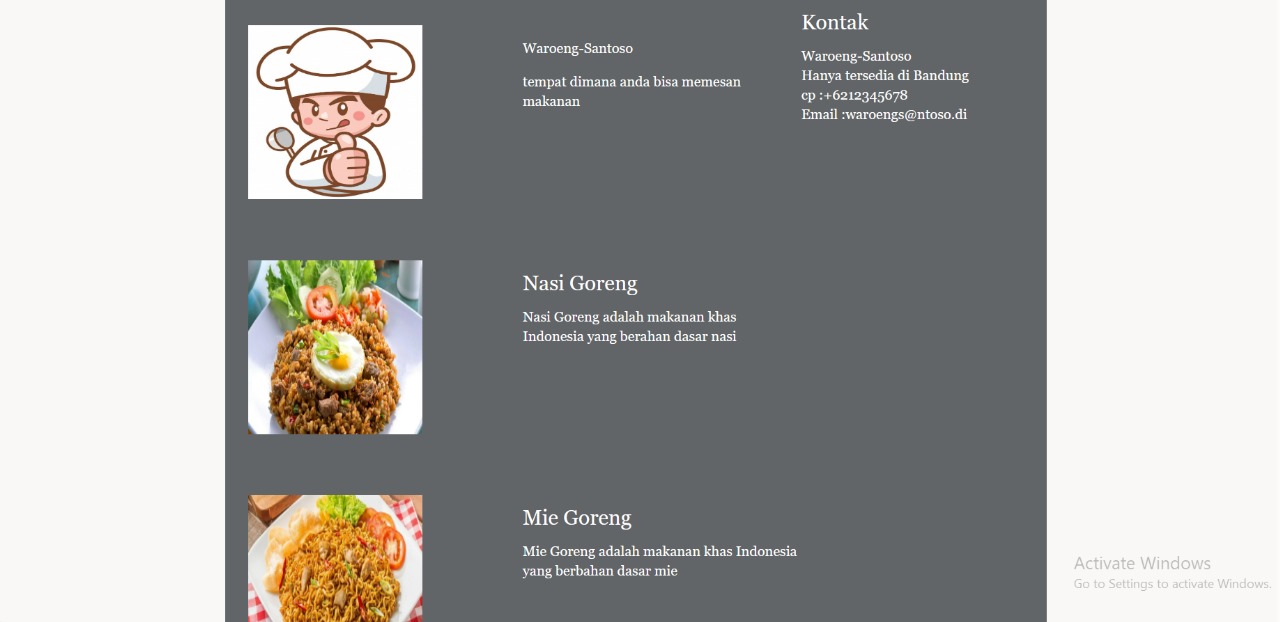 Waroeng-Santoso
tempat dimana anda bisa memesan
makanan
Kontak
Waroeng-Santoso
Hanya tersedia di Bandung
cp :+6212345678
Email :waroengs@ntoso.di
Nasi Goreng
Nasi Goreng adalah makanan khas
Indonesia yang berahan dasar nasi
Mie Goreng
Mie Goreng adalah makanan khas Indonesia
yang berbahan dasar mie
Activate Windows
Go to Settings to activate Windows.